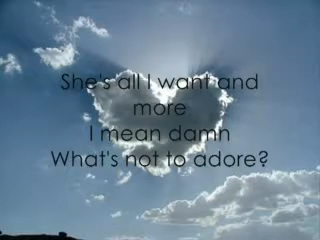 She's all I want and
more
I mean damn
What's not to adore?